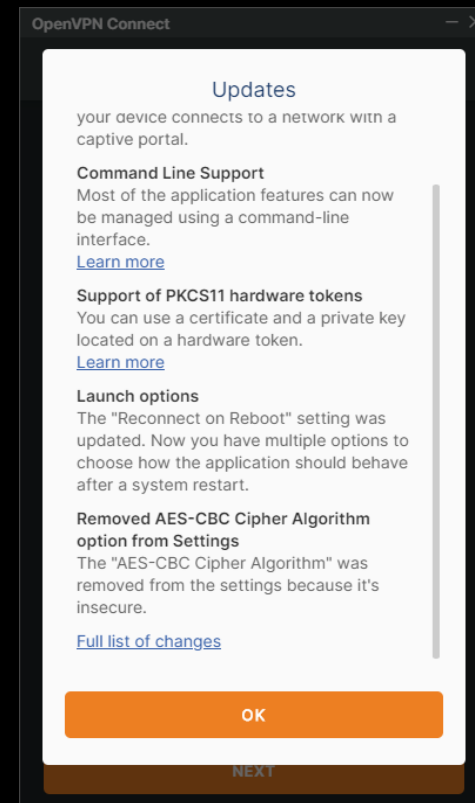 OpenVPN Connect
Updates
your device connects to a network with a
captive portal.
Command Line Support
Most of the application features can now
be managed using a command-line
interface.
Learn more
Support of PKCS11 hardware tokens
You can use a certificate and a private key
located on a hardware token.
Learn more
Launch options
The "Reconnect on Reboot" setting was
updated. Now you have multiple options to
choose how the application should behave
after a system restart.
Removed AES-CBC Cipher Algorithm
option from Settings
The "AES-CBC Cipher Algorithm" was
removed from the settings because it's
insecure.
Full list of changes
OK
NEXT